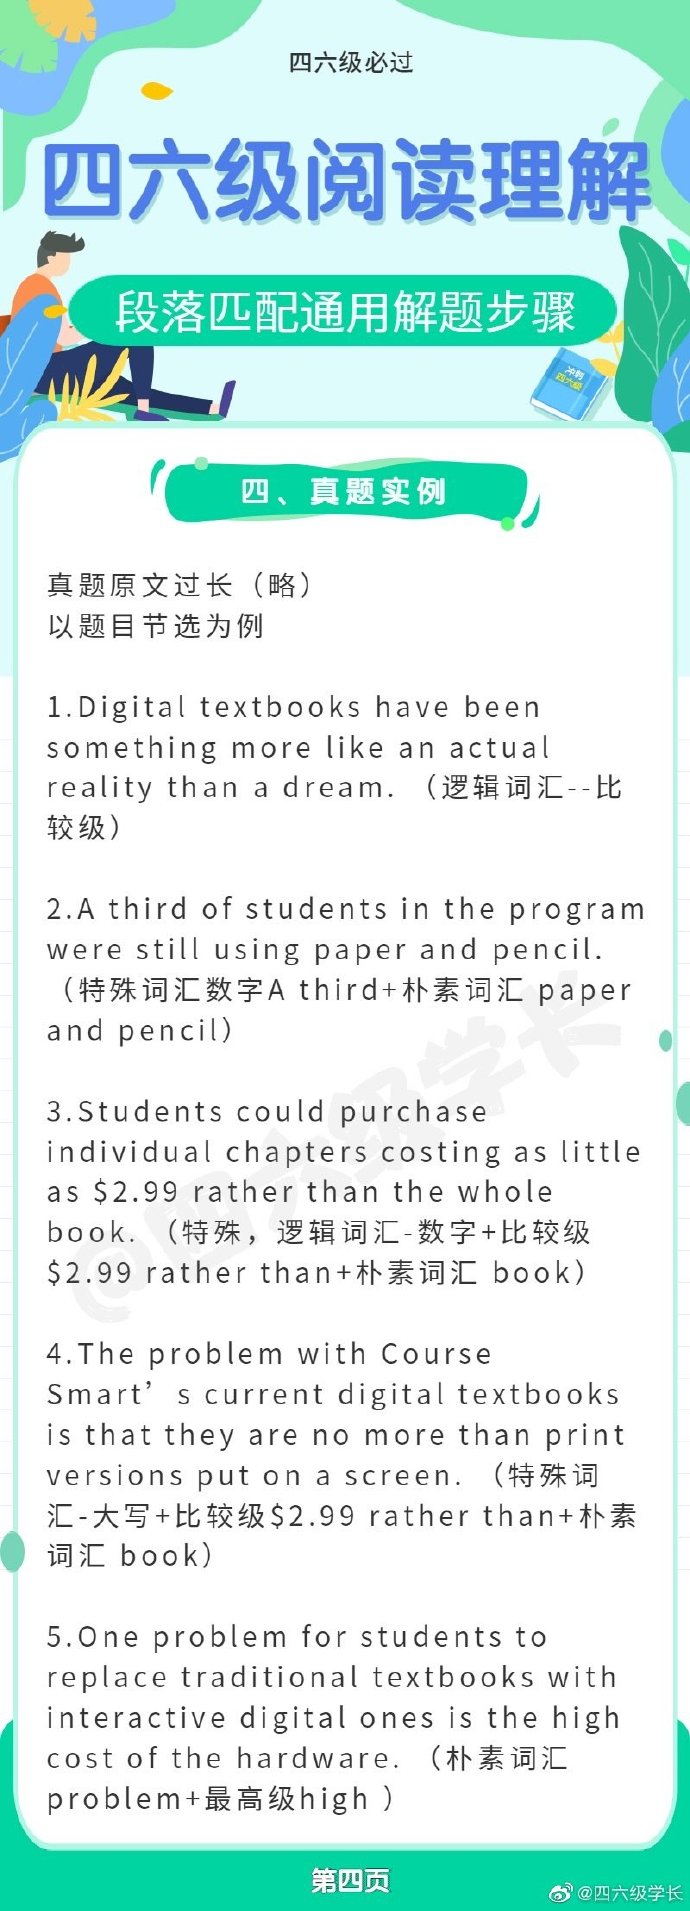 四六级必过
四六级阅读理解
段落匹配通用解题步骤
冲刺
四六级
四、真题实例
真题原文过长（略）
以题目节选为例
1.Digital textbooks have been
something more like an actual
reality than a dream. （逻辑词汇--比
较级）
2.A third of students in the program
were still using paper and pencil.
（特殊词汇数字A third+朴素词汇 paper
and pencil）
3.Students could purchase
individual chapters costing as little
as $2.99 rather than the whole
book. （特殊，逻辑词汇-数字+比较级
$2.99 rather than+朴素词汇 book）
4.The problem with Course
Smart’s current digital textbooks
is that they are no more than print
versions put on a screen. （特殊词
汇-大写+比较级$2.99 rather than+朴素
词汇 book）
5.One problem for students to
replace traditional textbooks with
interactive digital ones is the high
cost of the hardware. （朴素词汇
problem+最高级high ）
@四六级学长
第四页
@四六级学长